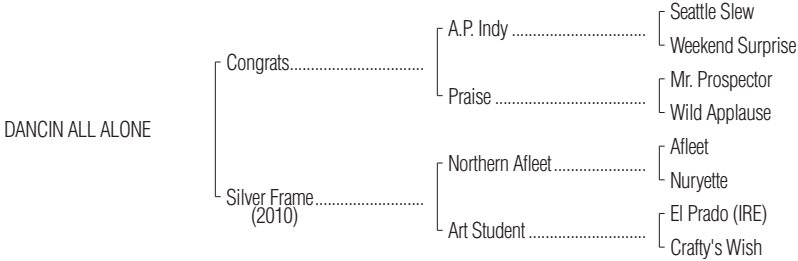 Seattle Slew
A.P. Indy
Weekend Surprise
Congrats
Mr. Prospector
Praise
Wild Applause
DANCIN ALL ALONE
Afleet
Northern Afleet
Nuryette
Silver Frame
(2010)
El Prado (IRE)
Art Student
Crafty's Wish